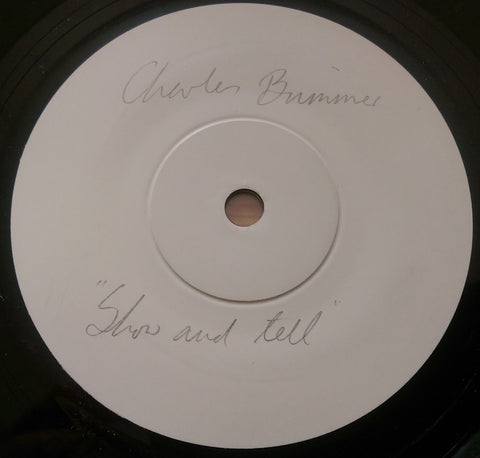 Charles Brimmer
"Show and tell"